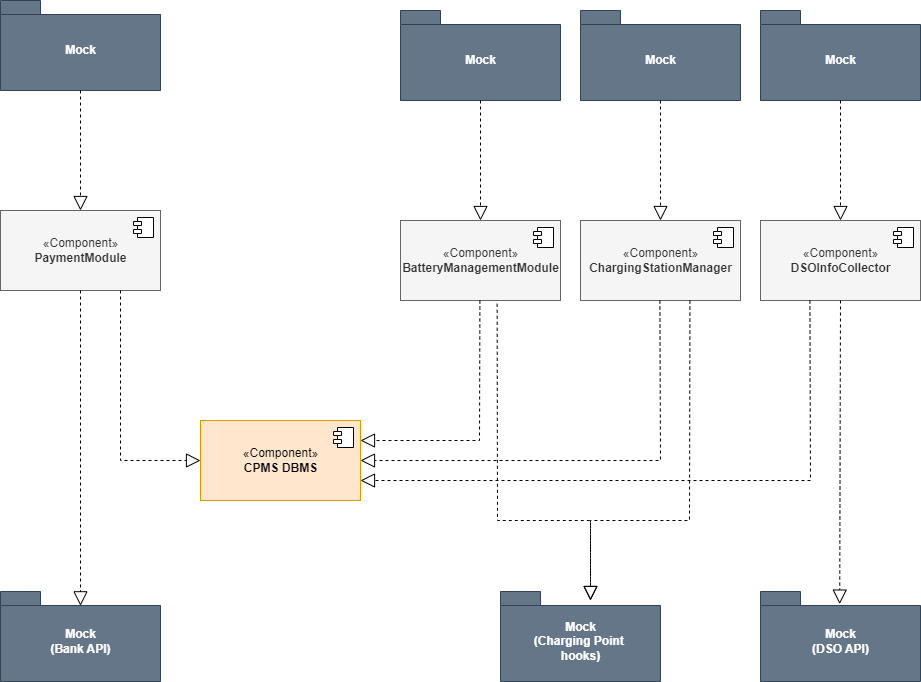 Mock
Mock
Mock
Mock
«Component»
PaymentModule
«Component»
BatteryManagementModule
«Component»
ChargingStationManager
«Component»
DSOInfoCollector
«Component»
CPMS DBMS
Mock
(Bank API)
Mock
(Charging Point
hooks)
Mock
(DSO API)